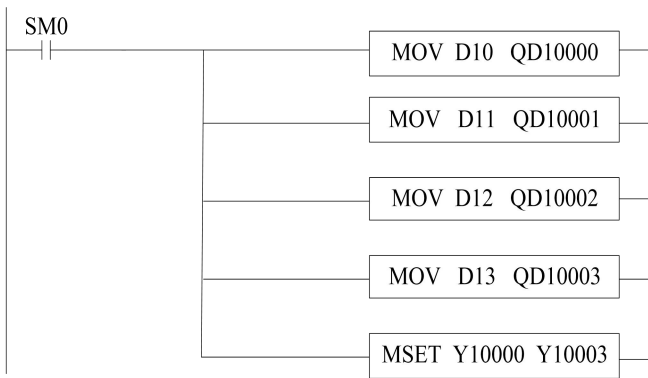 SM0
MOV D10 QD10000
MOV D11 QD10001
MOV D12 QD10002
MOV D13 QD10003
MSET Y10000 Y10003